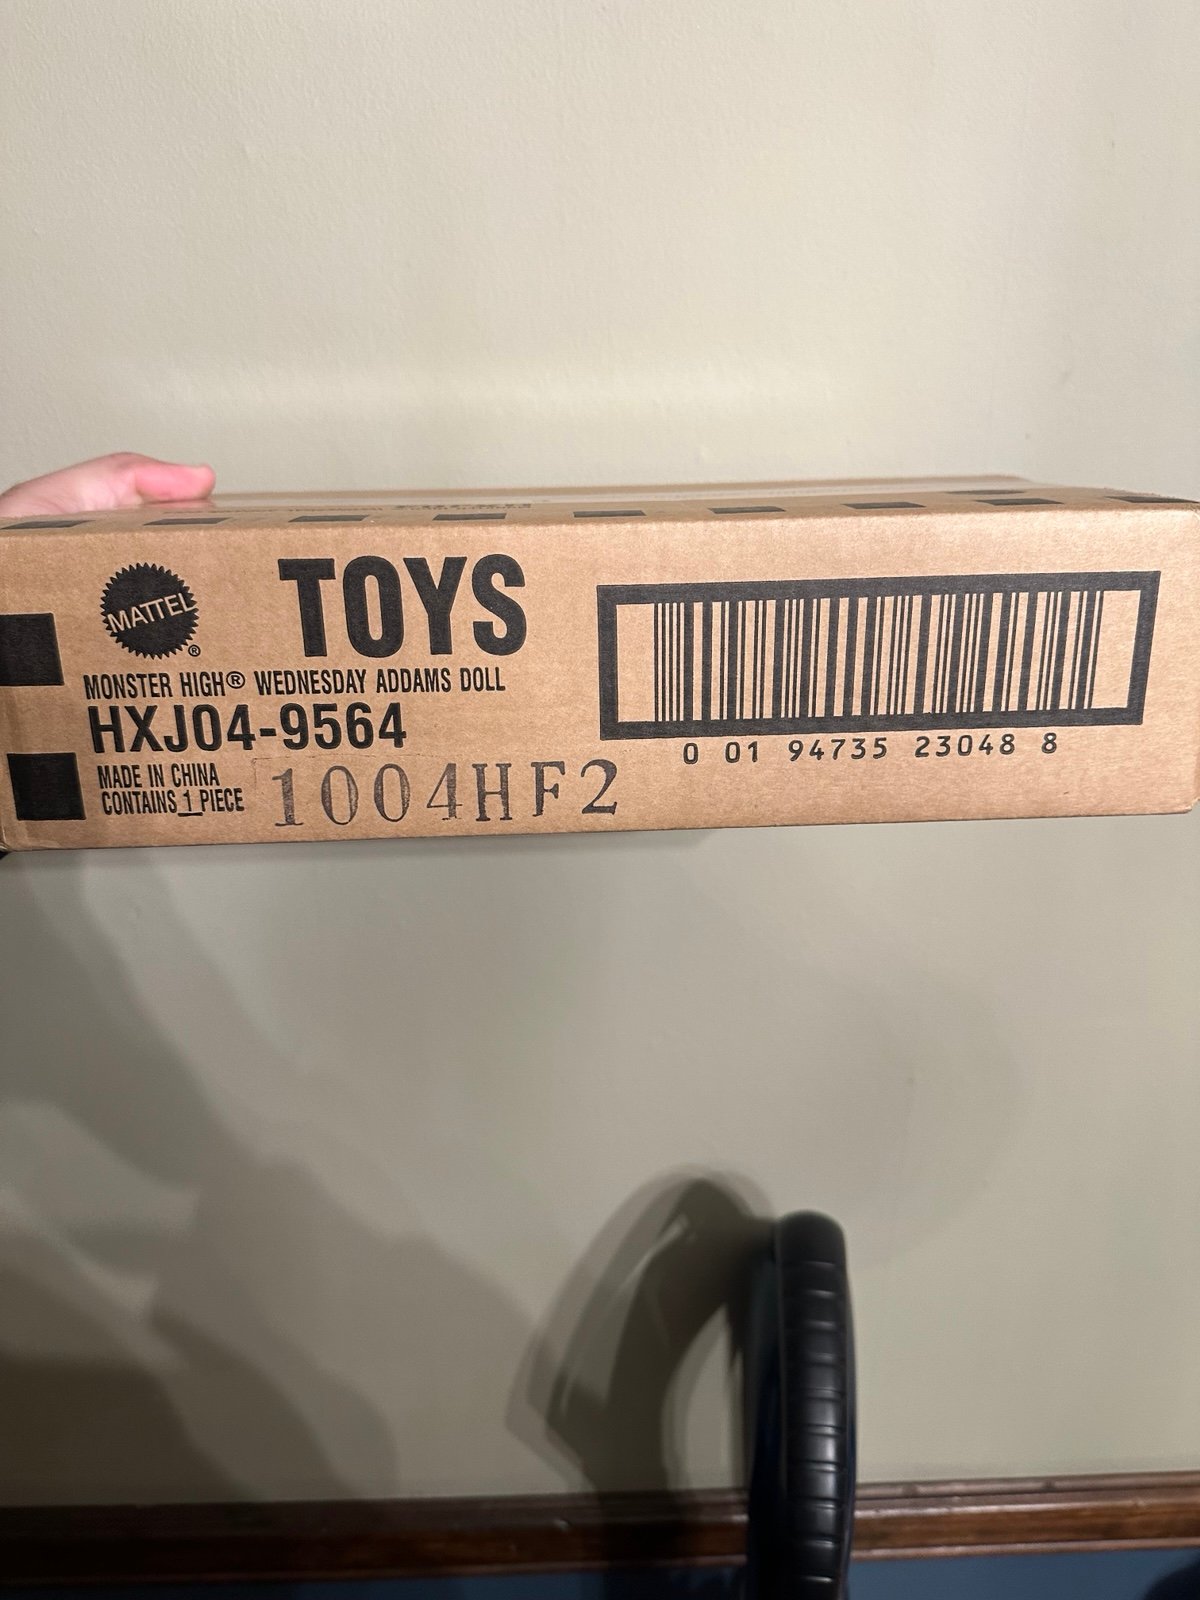 MATTEL®
TOYS
MONSTER HIGH® WEDNESDAY ADDAMS DOLL
HXJ04-9564
MADE IN CHINA
CONTAINS 1 PIECE
1004HF2
0 01 94735 23048 8